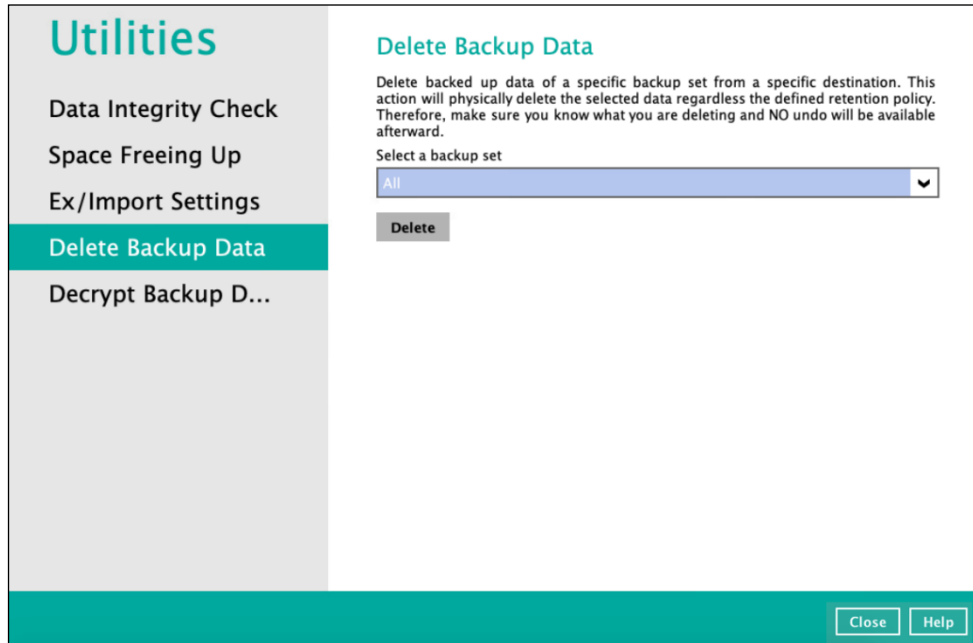 Utilities
Data Integrity Check
Space Freeing Up
Ex/Import Settings
Delete Backup Data
Decrypt Backup D...
Delete Backup Data
Delete backed up data of a specific backup set from a specific destination. This
action will physically delete the selected data regardless the defined retention policy.
Therefore, make sure you know what you are deleting and NO undo will be available
afterward.
Select a backup set
All
Delete
Close
Help